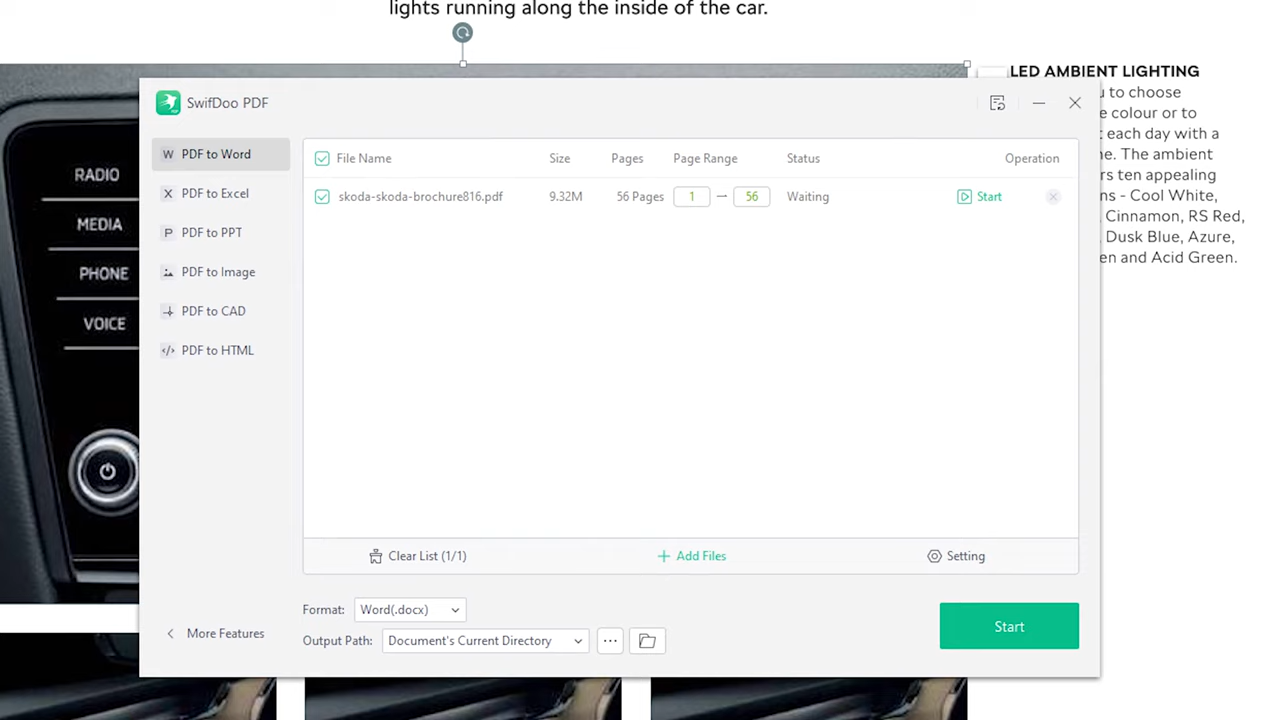 lights running along the inside of the car.
LED AMBIENT LIGHTING
u to choose
e colour or to
t each day with a
ne. The ambient
rs ten appealing
ns - Cool White,
Cinnamon, RS Red,
Dusk Blue, Azure,
en and Acid Green.
RADIO
MEDIA
PHONE
VOICE
SwifDoo PDF
PDF to Word
PDF to Excel
PDF to PPT
PDF to Image
PDF to CAD
PDF to HTML
More Features
File Name Size Pages Page Range Status Operation
skoda-skoda-brochure816.pdf 9.32M 56 Pages 1 — 56 Waiting Start
Clear List (1/1) + Add Files Setting
Format: Word(.docx)
Output Path: Document's Current Directory ...
Start